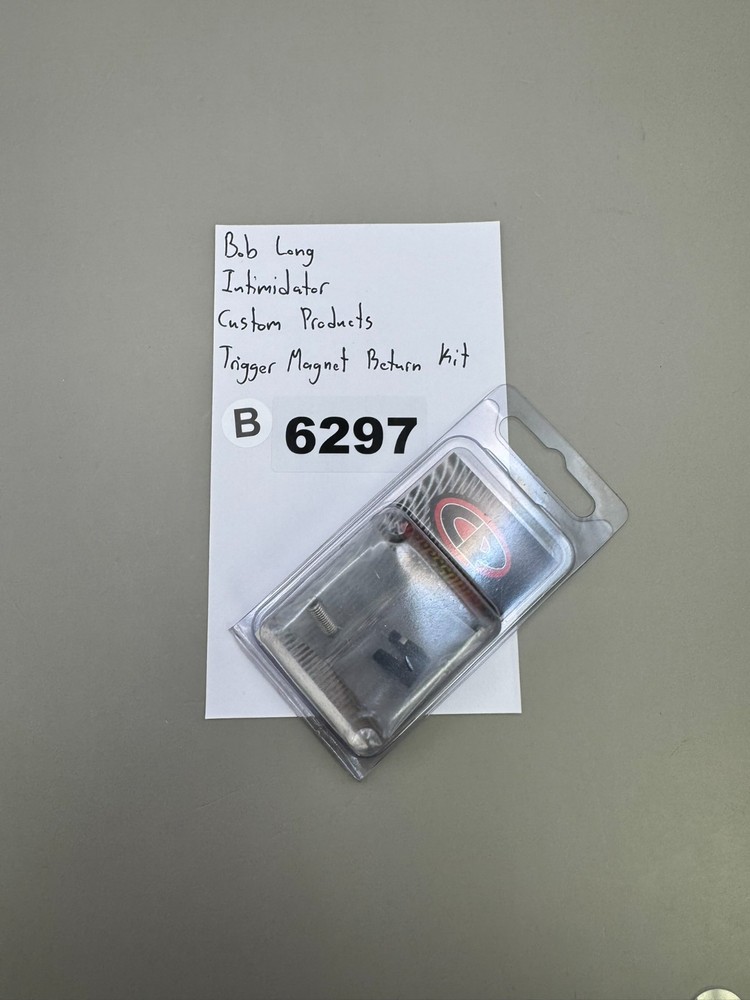 Bob Long
Intimidator
Custom Products
Trigger Magnet Return Kit
B 6297